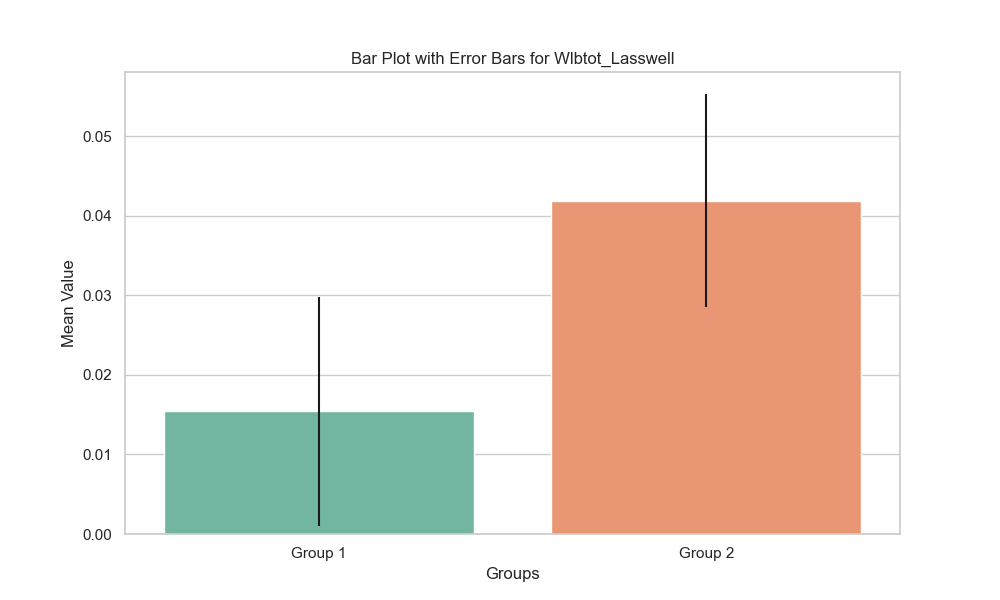 Bar Plot with Error Bars for Wlbtot_Lasswell
0.05
0.04
0.03
0.02
0.01
0.00
Mean Value
Group 1
Group 2
Groups